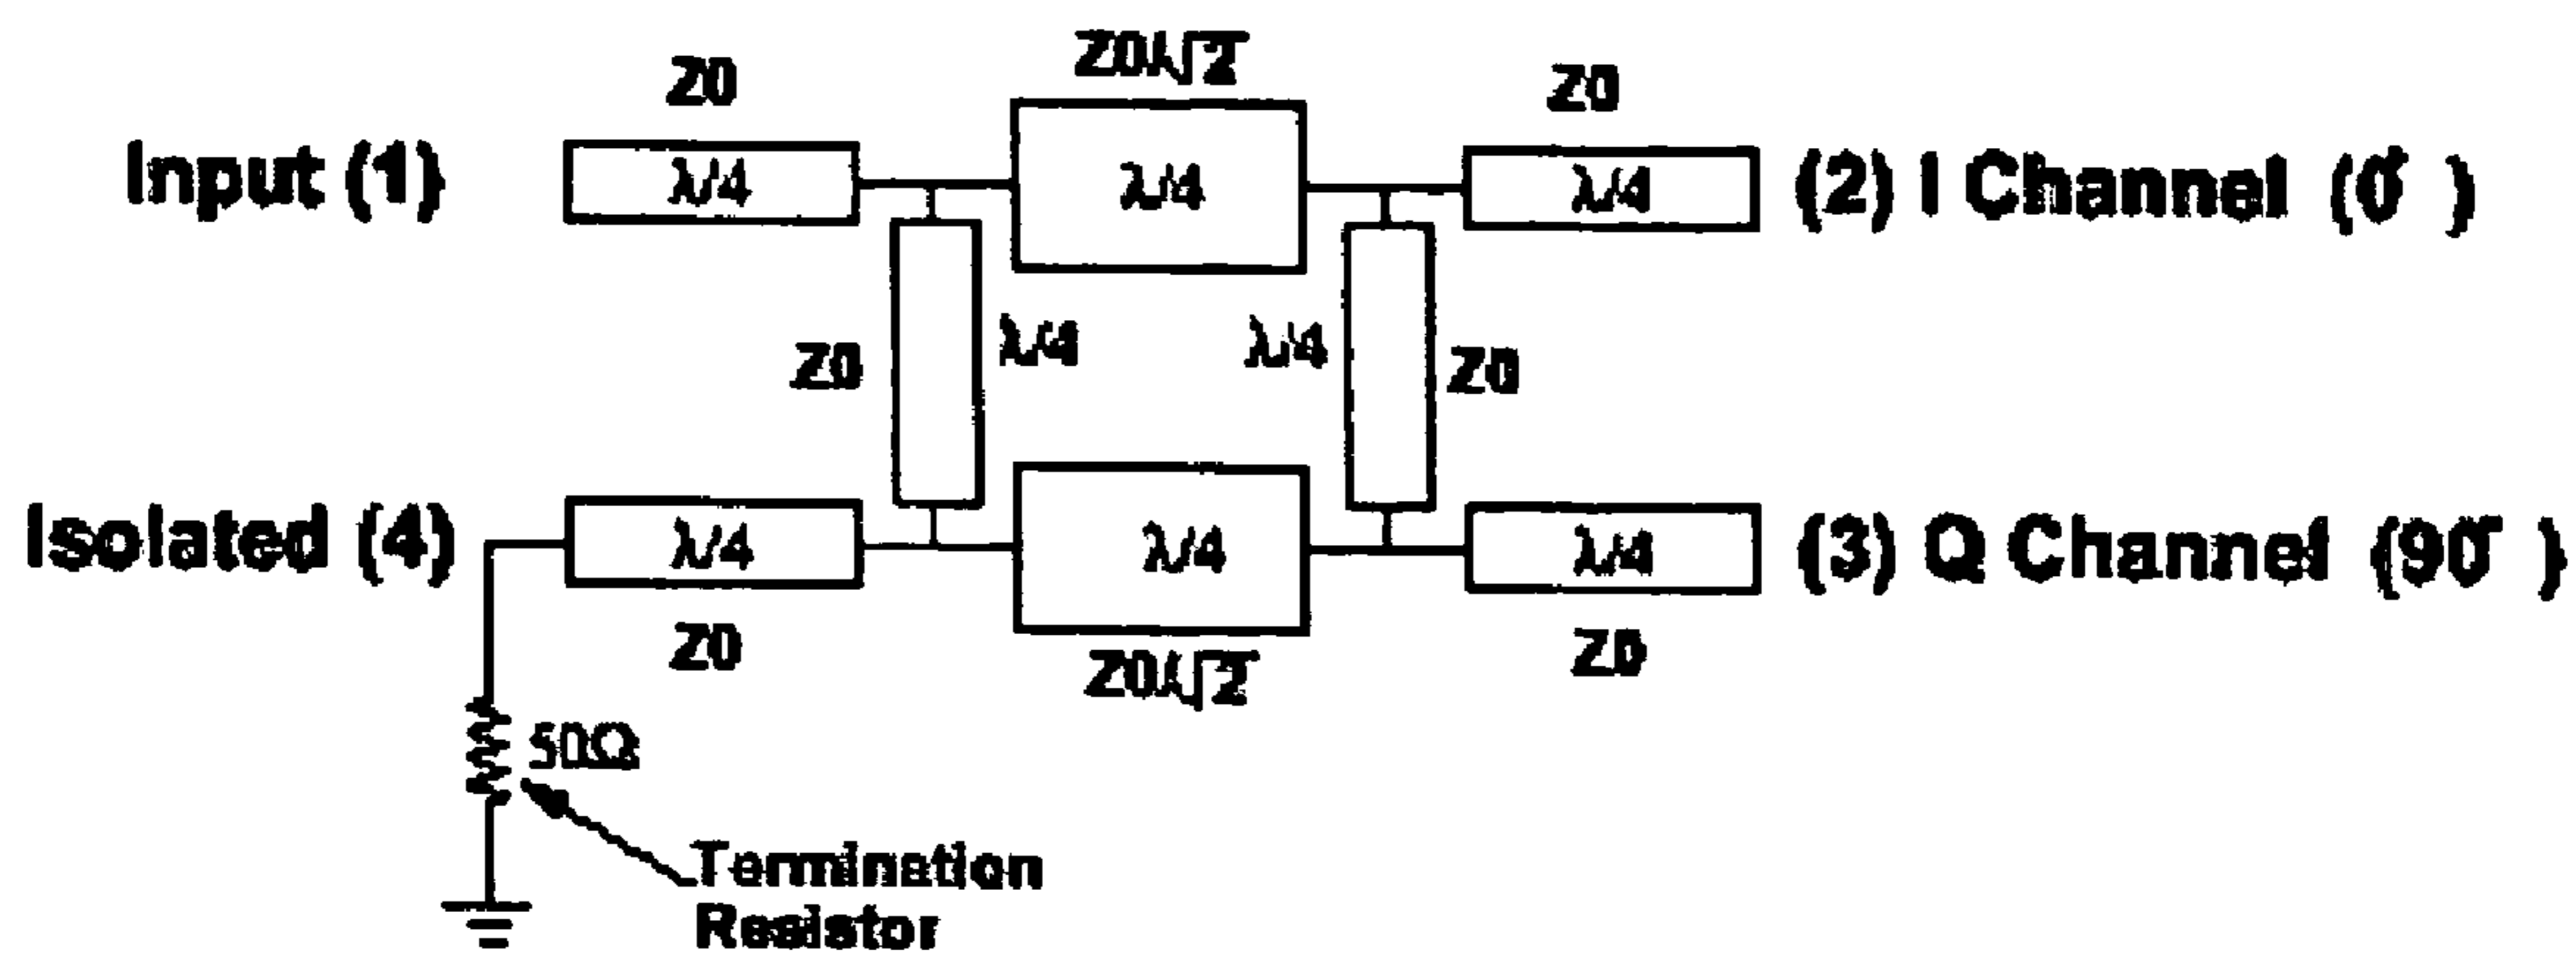 Z0
Z0/√2
Z0
Input (1)
λ/4
λ/4
λ/4
(2) I Channel (0° )
Z0
λ/4
λ/4
Z0
Isolated (4)
λ/4
λ/4
λ/4
(3) Q Channel (90° )
Z0
Z0/√2
Z0
50Ω
Termination
Resistor